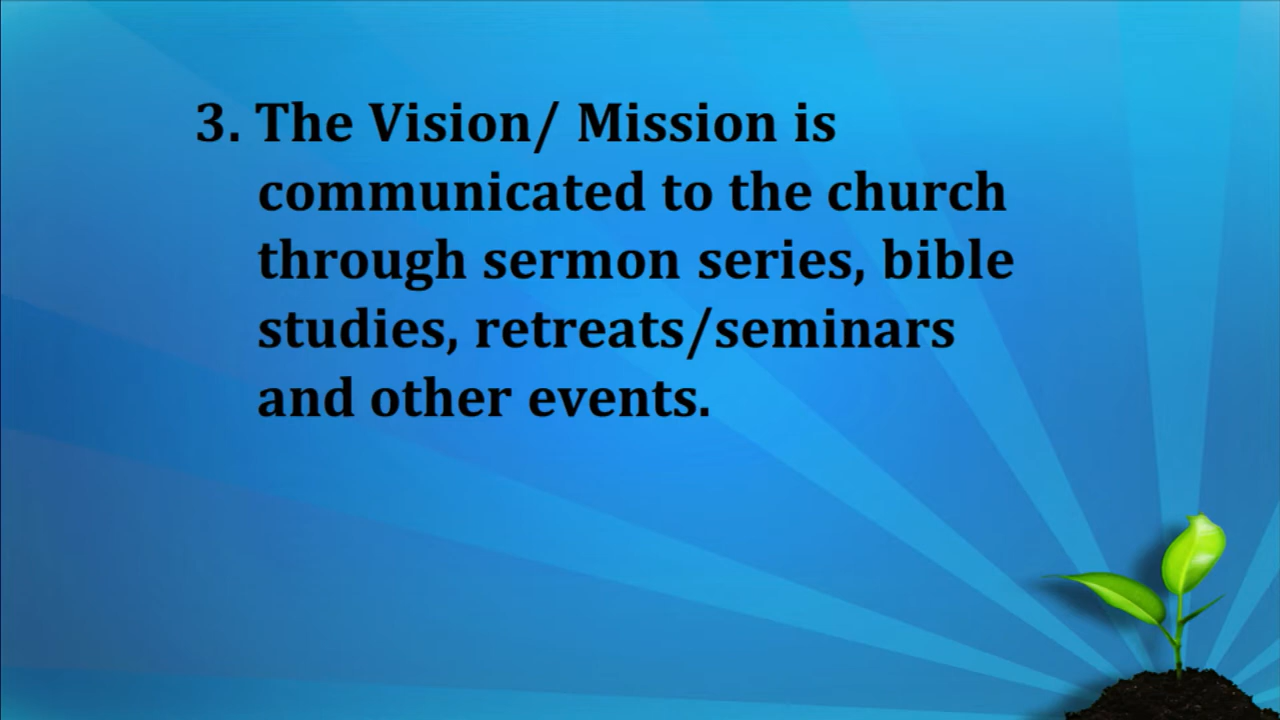 3. The Vision/ Mission is
communicated to the church
through sermon series, bible
studies, retreats/seminars
and other events.